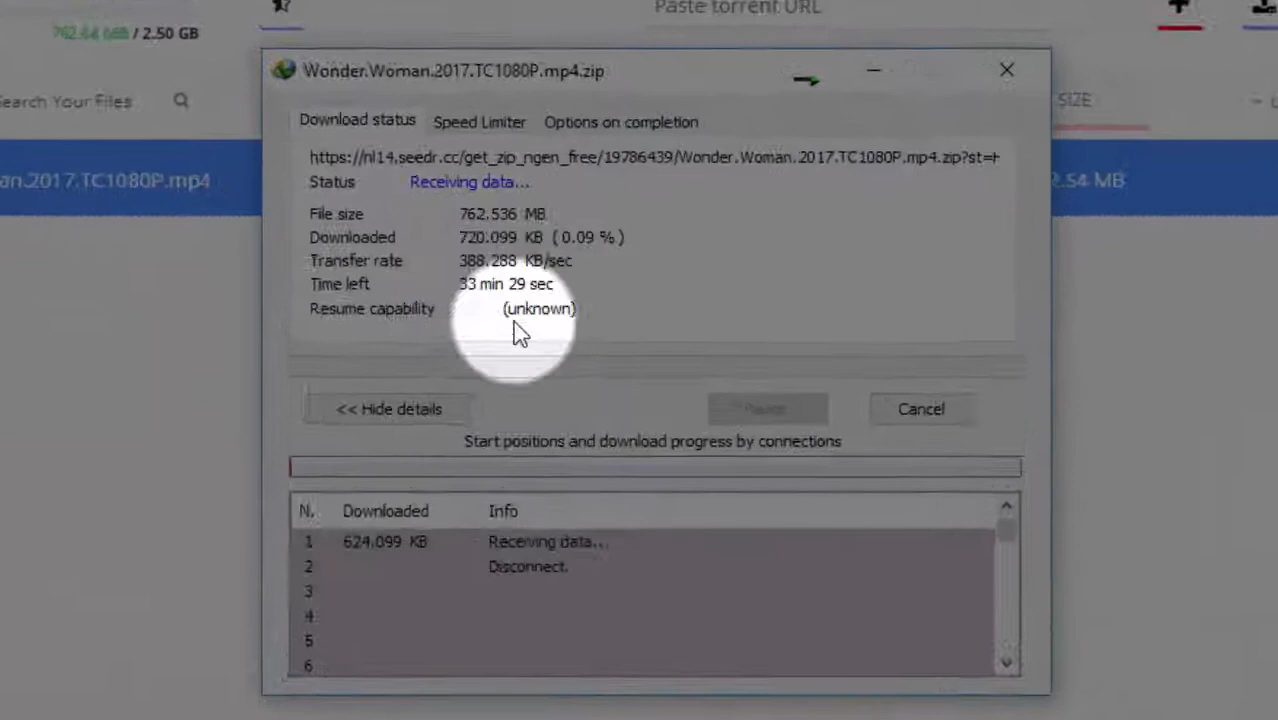 Paste torrent URL
762.54 MB / 2.50 GB
Wonder.Woman.2017.TC1080P.mp4.zip
Search Your Files
SIZE
Download status
Speed Limiter
Options on completion
https://nl14.seedr.cc/get_zip_ngen_free/19786439/Wonder.Woman.2017.TC1080P.mp4.zip?st=H
an.2017.TC1080P.mp4
2.54 MB
Status Receiving data...
File size 762.536 MB
Downloaded 720.099 KB ( 0.09 % )
Transfer rate 388.288 KB/sec
Time left 33 min 29 sec
Resume capability (unknown)
<< Hide details
Pause
Cancel
Start positions and download progress by connections
N. Downloaded Info
1 624.099 KB Receiving data...
2 Disconnect.
3
4
5
6